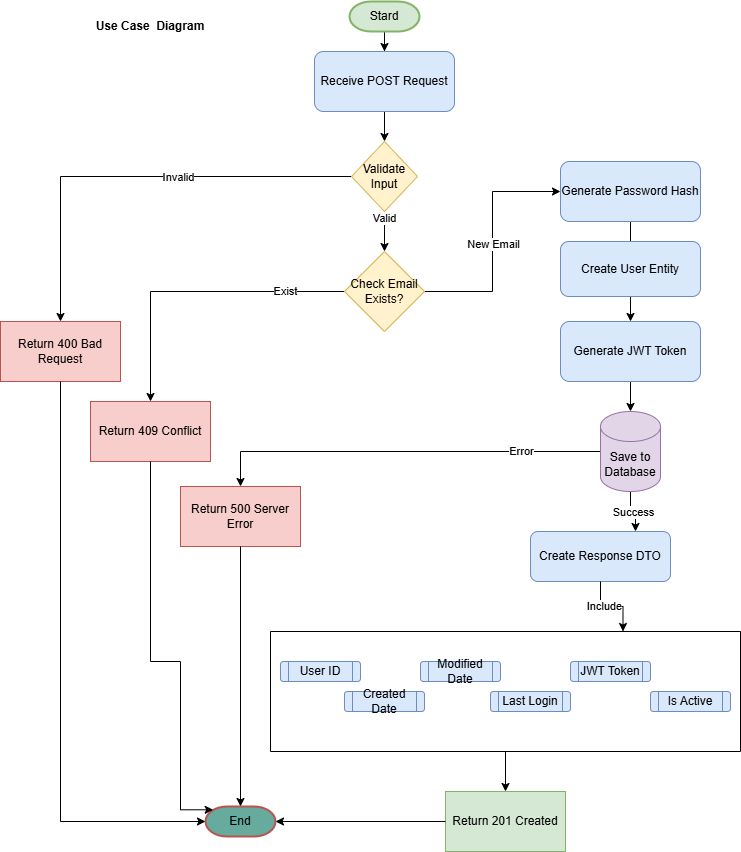 Use Case  Diagram
Stard
Receive POST Request
Validate
Input
Invalid
Valid
Generate Password Hash
New Email
Check Email
Exists?
Exist
Create User Entity
Return 400 Bad
Request
Generate JWT Token
Return 409 Conflict
Save to
Database
Error
Return 500 Server
Error
Success
Create Response DTO
Include
User ID
Modified
Date
JWT Token
Created
Date
Last Login
Is Active
End
Return 201 Created